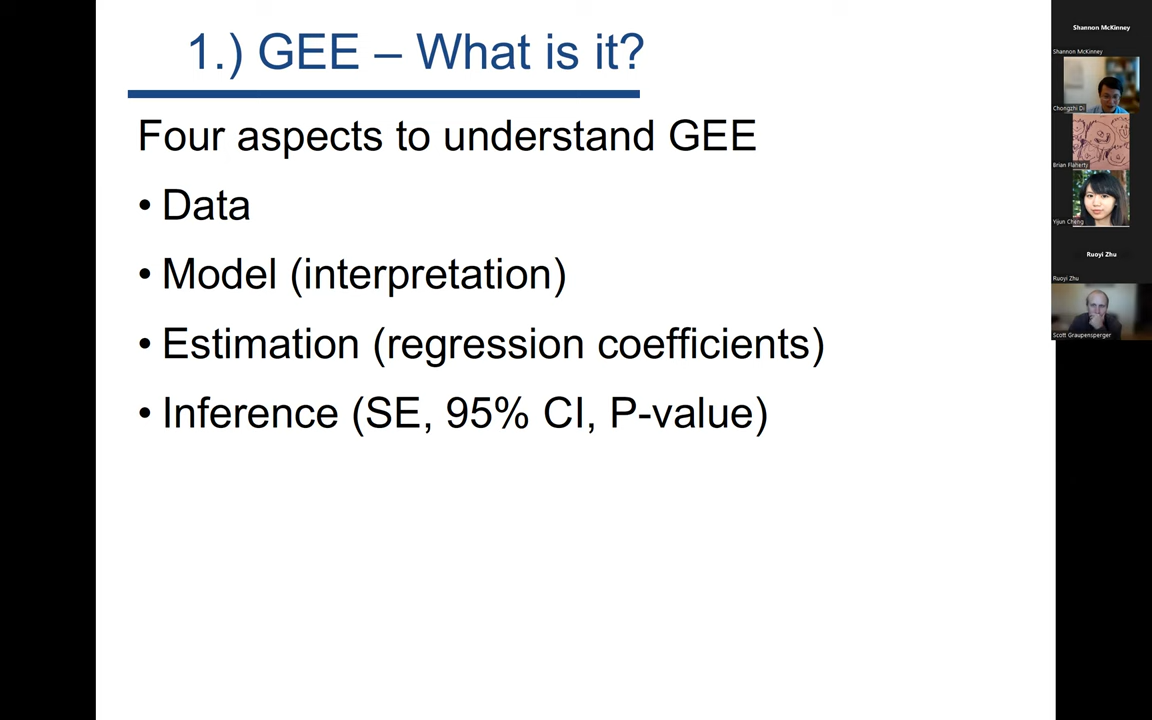 1.) GEE – What is it?
Four aspects to understand GEE
• Data
• Model (interpretation)
• Estimation (regression coefficients)
• Inference (SE, 95% CI, P-value)
Shannon McKinney
Shannon McKinney
Chongzhi Di
Brian Flaherty
Yijun Cheng
Ruoyi Zhu
Ruoyi Zhu
Scott Graupensperger